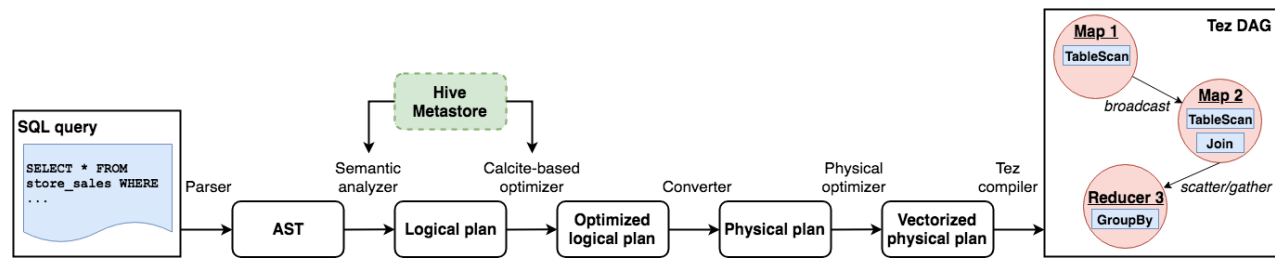 SQL query
SELECT * FROM
store_sales WHERE
...
Parser
AST
Semantic
analyzer
Hive
Metastore
Logical plan
Calcite-based
optimizer
Optimized
logical plan
Converter
Physical plan
Physical
optimizer
Vectorized
physical plan
Tez
compiler
Tez DAG
Map 1
TableScan
broadcast
Map 2
TableScan
Join
scatter/gather
Reducer 3
GroupBy